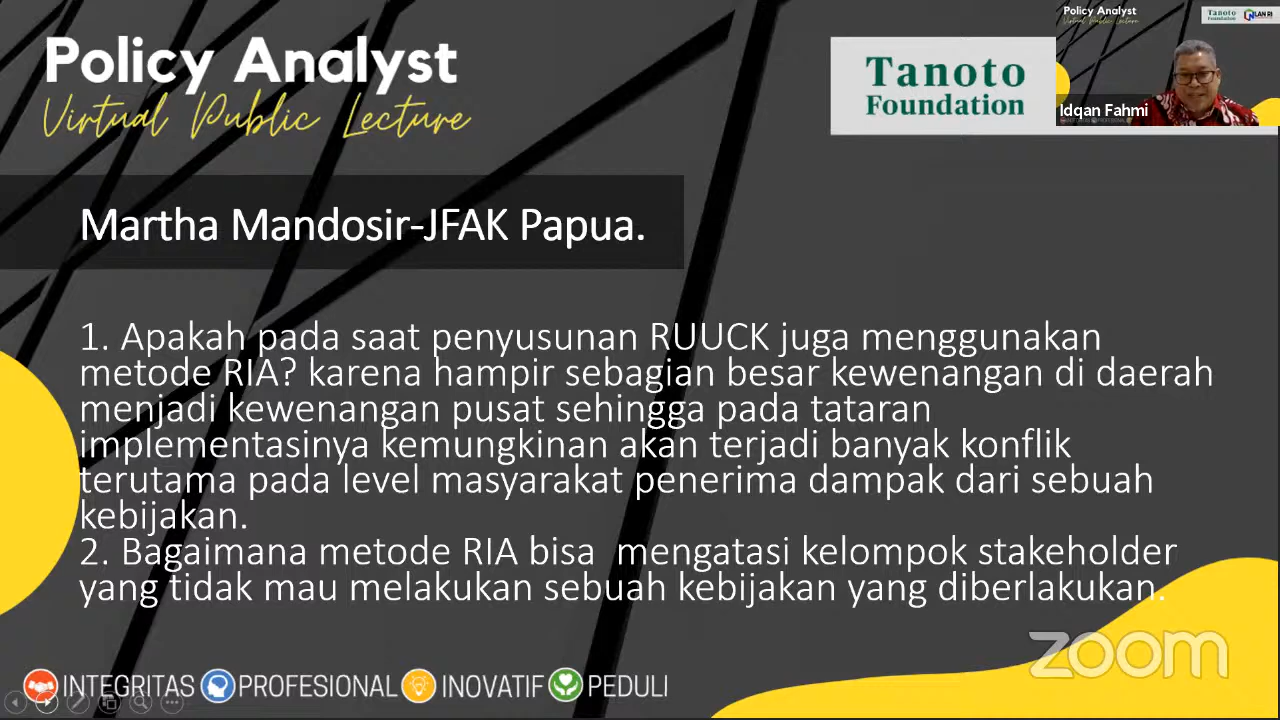 Policy Analyst
Virtual Public Lecture
Tanoto
Foundation
Policy Analyst
Virtual Public Lecture
Tanoto
Foundation
LAN RI
Idqan Fahmi
Martha Mandosir-JFAK Papua.
1. Apakah pada saat penyusunan RUUCK juga menggunakan
metode RIA? karena hampir sebagian besar kewenangan di daerah
menjadi kewenangan pusat sehingga pada tataran
implementasinya kemungkinan akan terjadi banyak konflik
terutama pada level masyarakat penerima dampak dari sebuah
kebijakan.
2. Bagaimana metode RIA bisa  mengatasi kelompok stakeholder
yang tidak mau melakukan sebuah kebijakan yang diberlakukan.
zoom
INTEGRITAS PROFESIONAL INOVATIF PEDULI